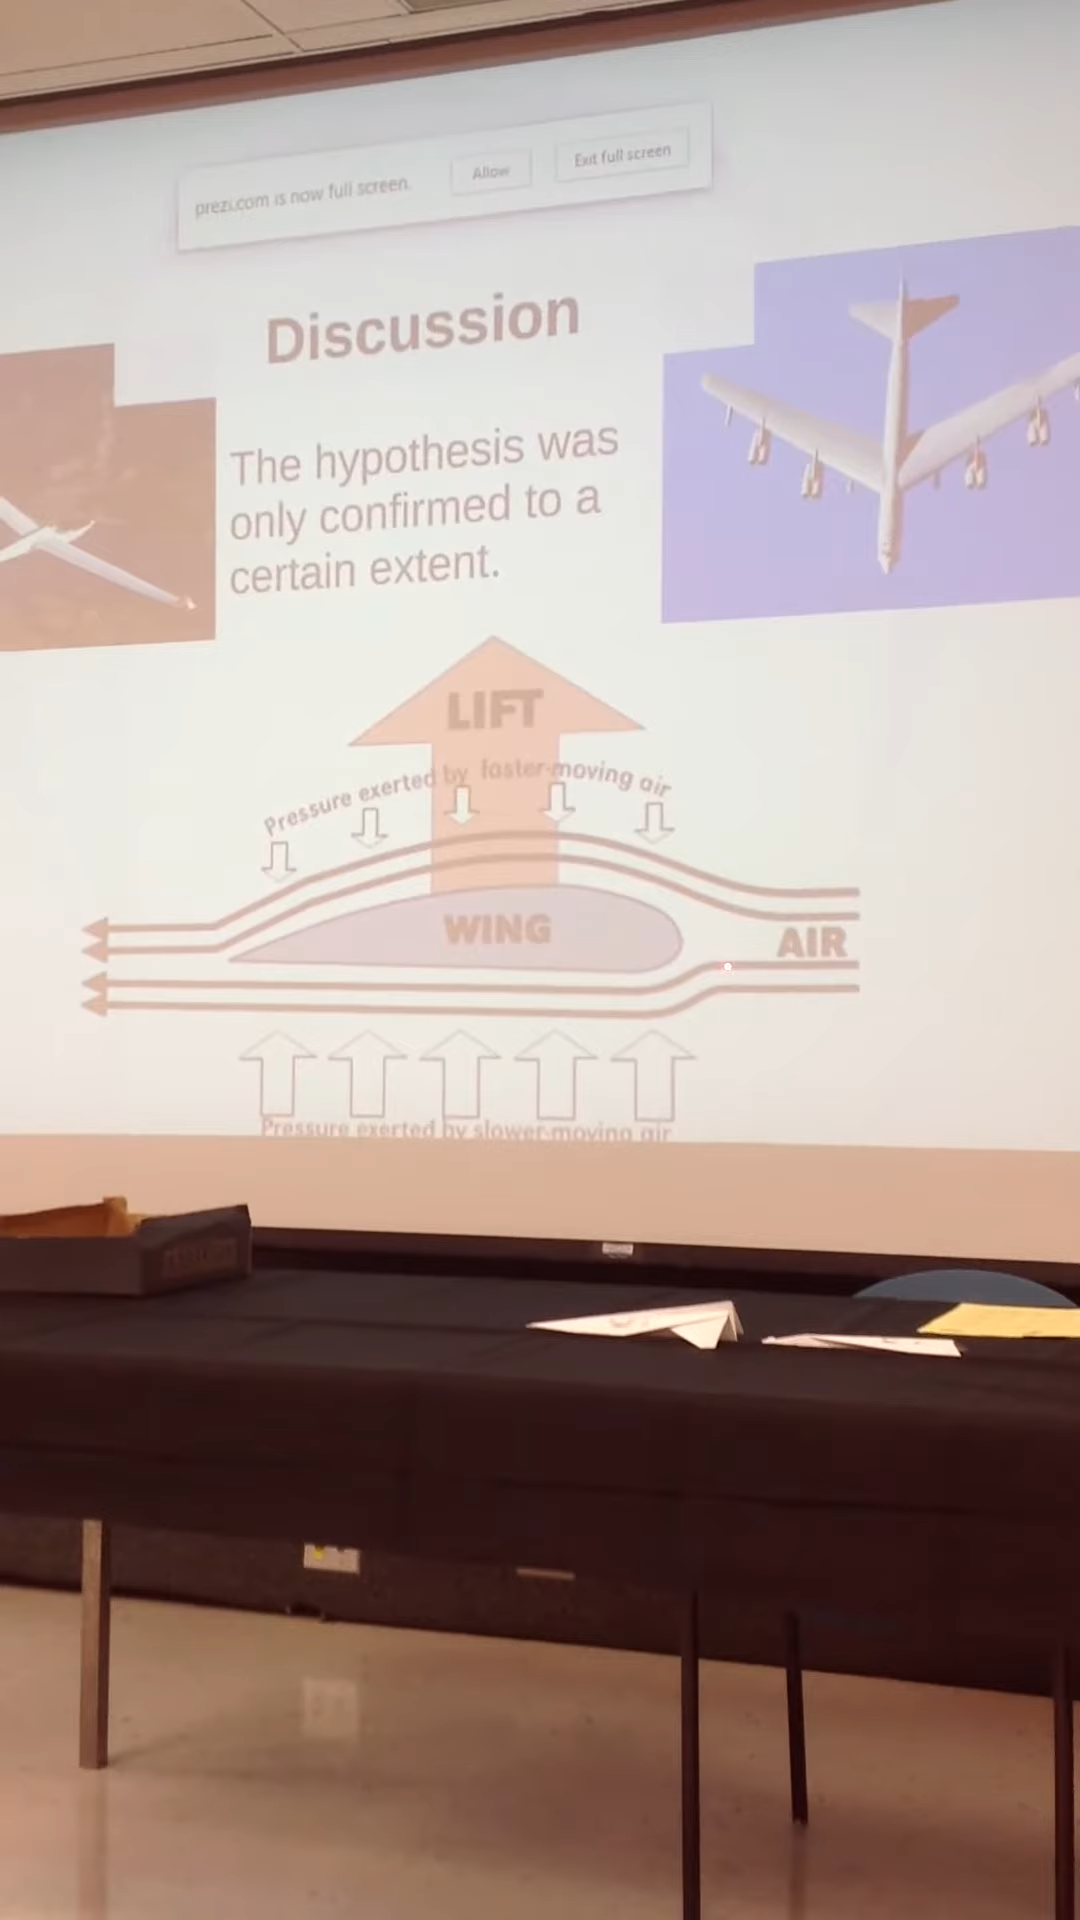 prezi.com is now full screen. Allow Exit full screen
Discussion
The hypothesis was
only confirmed to a
certain extent.
LIFT
Pressure exerted by faster-moving air
WING
AIR
Pressure exerted by slower-moving air